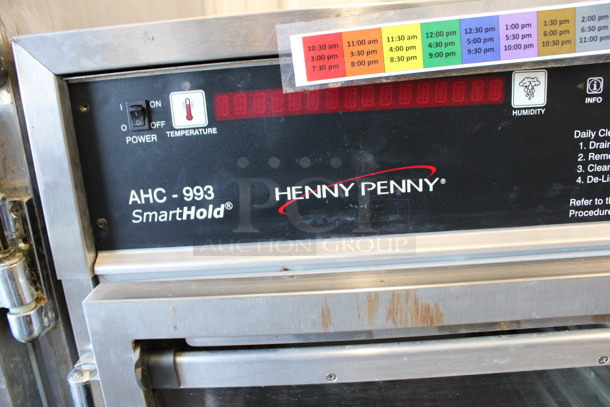 10:30 am 11:00 am 11:30 am 12:00 pm 12:30 pm 1:00 pm 1:30 pm 2:00 pm
3:00 pm 3:30 pm 4:00 pm 4:30 pm 5:00 pm 5:30 pm 6:00 pm 6:30 pm
7:30 pm 8:00 pm 8:30 pm 9:00 pm 9:30 pm 10:00 pm 10:30 pm 11:00 pm
I ON
O OFF
POWER
TEMPERATURE
HUMIDITY
i
INFO
AHC - 993
SmartHold®
HENNY PENNY®
Daily Cle
1. Drain
2. Remo
3. Clean
4. De-Li
Refer to th
Procedure
PCI
AUCTION GROUP